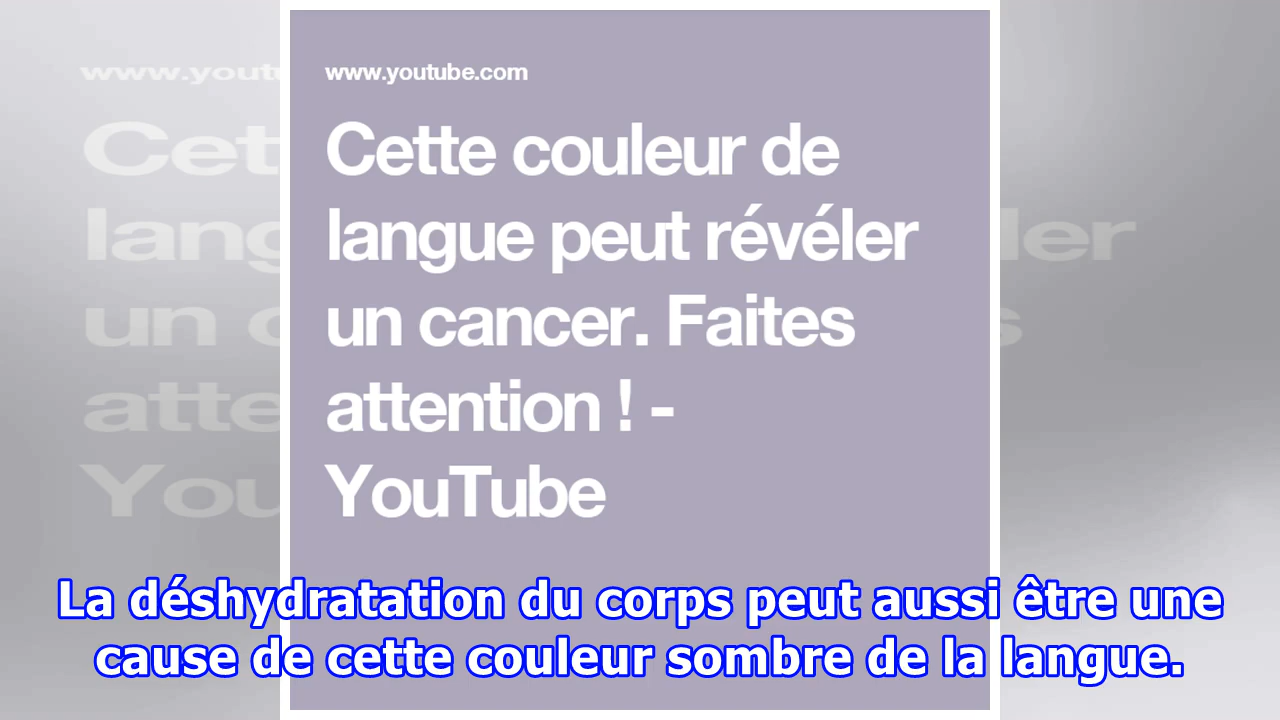 www.youtube.com
Cette couleur de
langue peut révéler
un cancer. Faites
attention ! -
YouTube
La déshydratation du corps peut aussi être une
cause de cette couleur sombre de la langue.